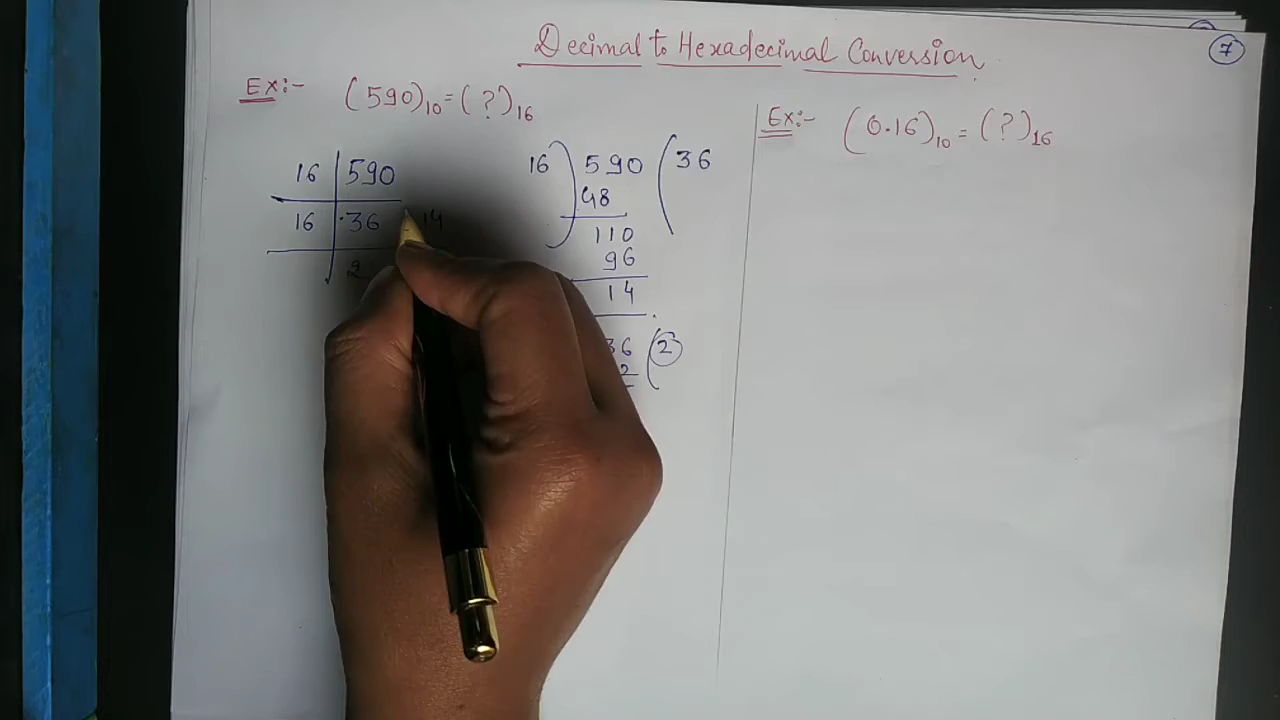 Decimal to Hexadecimal Conversion
7
Ex:- (590)10 = (?)16
16 | 590
16 | 36 14
2
16 ) 590 ( 36
48
110
96
14
36 ( 2
2
Ex:- (0.16)10 = (?)16